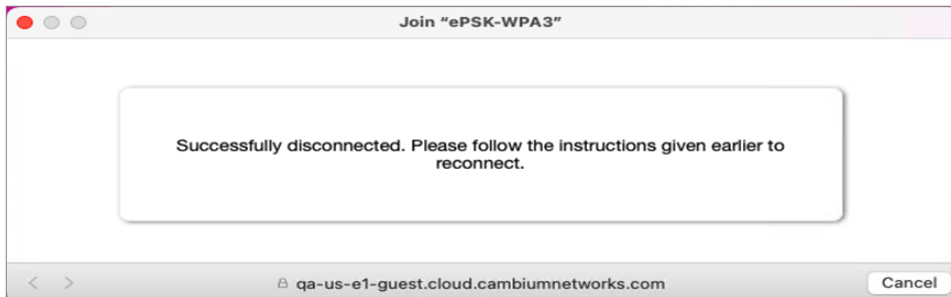 Join “ePSK-WPA3”
Successfully disconnected. Please follow the instructions given earlier to
reconnect.
qa-us-e1-guest.cloud.cambiumnetworks.com
Cancel